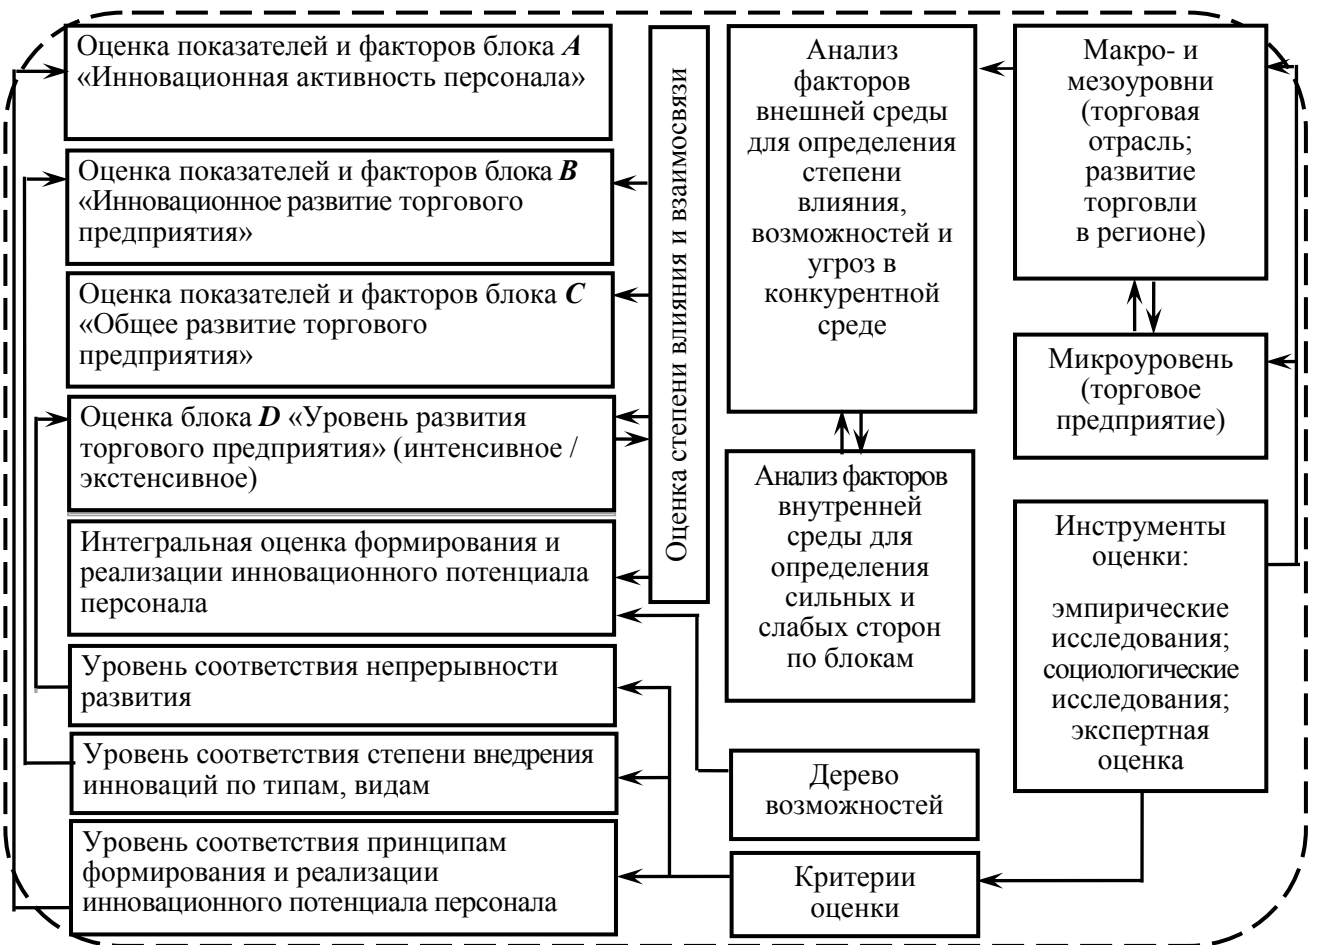 Оценка показателей и факторов блока A
«Инновационная активность персонала»
Оценка показателей и факторов блока B
«Инновационное развитие торгового
предприятия»
Оценка показателей и факторов блока C
«Общее развитие торгового
предприятия»
Оценка блока D «Уровень развития
торгового предприятия» (интенсивное /
экстенсивное)
Интегральная оценка формирования и
реализации инновационного потенциала
персонала
Уровень соответствия непрерывности
развития
Уровень соответствия степени внедрения
инноваций по типам, видам
Уровень соответствия принципам
формирования и реализации
инновационного потенциала персонала
Оценка степени влияния и взаимосвязи
Анализ
факторов
внешней среды
для определения
степени
влияния,
возможностей и
угроз в
конкурентной
среде
Анализ факторов
внутренней
среды для
определения
сильных и
слабых сторон
по блокам
Дерево
возможностей
Критерии
оценки
Макро- и
мезоуровни
(торговая
отрасль;
развитие
торговли
в регионе)
Микроуровень
(торговое
предприятие)
Инструменты
оценки:
эмпирические
исследования;
социологические
исследования;
экспертная
оценка